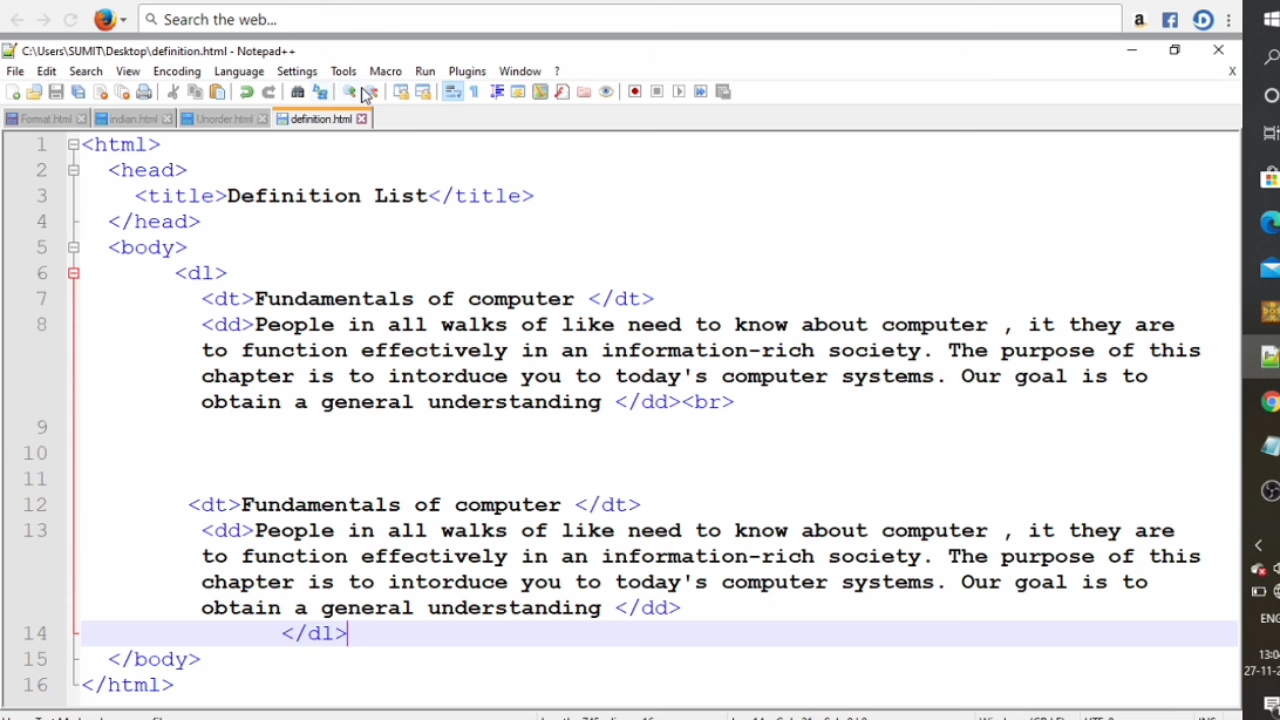 Search the web...
C:\Users\SUMIT\Desktop\definition.html - Notepad++
File Edit Search View Encoding Language Settings Tools Macro Run Plugins Window ? X
Format.html indian.html Unorder.html definition.html
1 <html>
2 <head>
3 <title>Definition List</title>
4 </head>
5 <body>
6 <dl>
7 <dt>Fundamentals of computer </dt>
8 <dd>People in all walks of like need to know about computer , it they are
to function effectively in an information-rich society. The purpose of this
chapter is to intorduce you to today's computer systems. Our goal is to
obtain a general understanding </dd><br>
9
10
11
12 <dt>Fundamentals of computer </dt>
13 <dd>People in all walks of like need to know about computer , it they are
to function effectively in an information-rich society. The purpose of this
chapter is to intorduce you to today's computer systems. Our goal is to
obtain a general understanding </dd>
14 </dl>
15 </body>
16 </html>
ENG
13:04
27-11-2